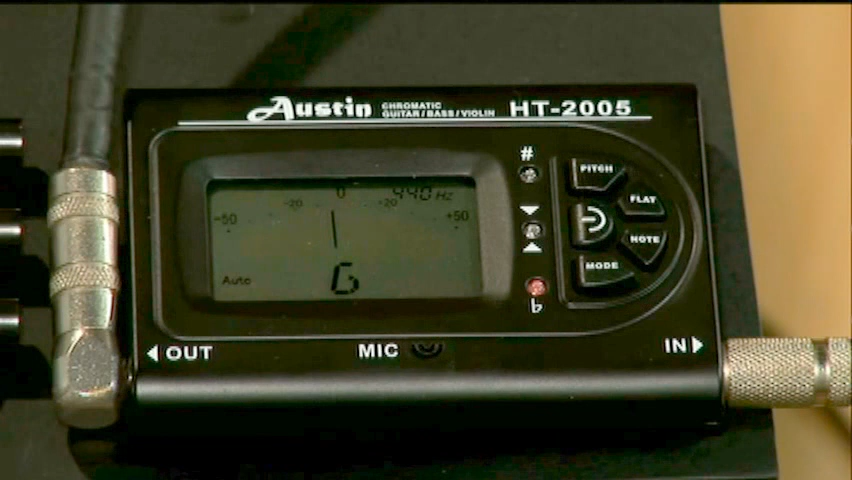 Austin CHROMATIC GUITAR/BASS/VIOLIN HT-2005
#
PITCH
FLAT
NOTE
MODE
0
440 Hz
-20
+20
-50
+50
Auto
G
b
OUT
MIC
IN